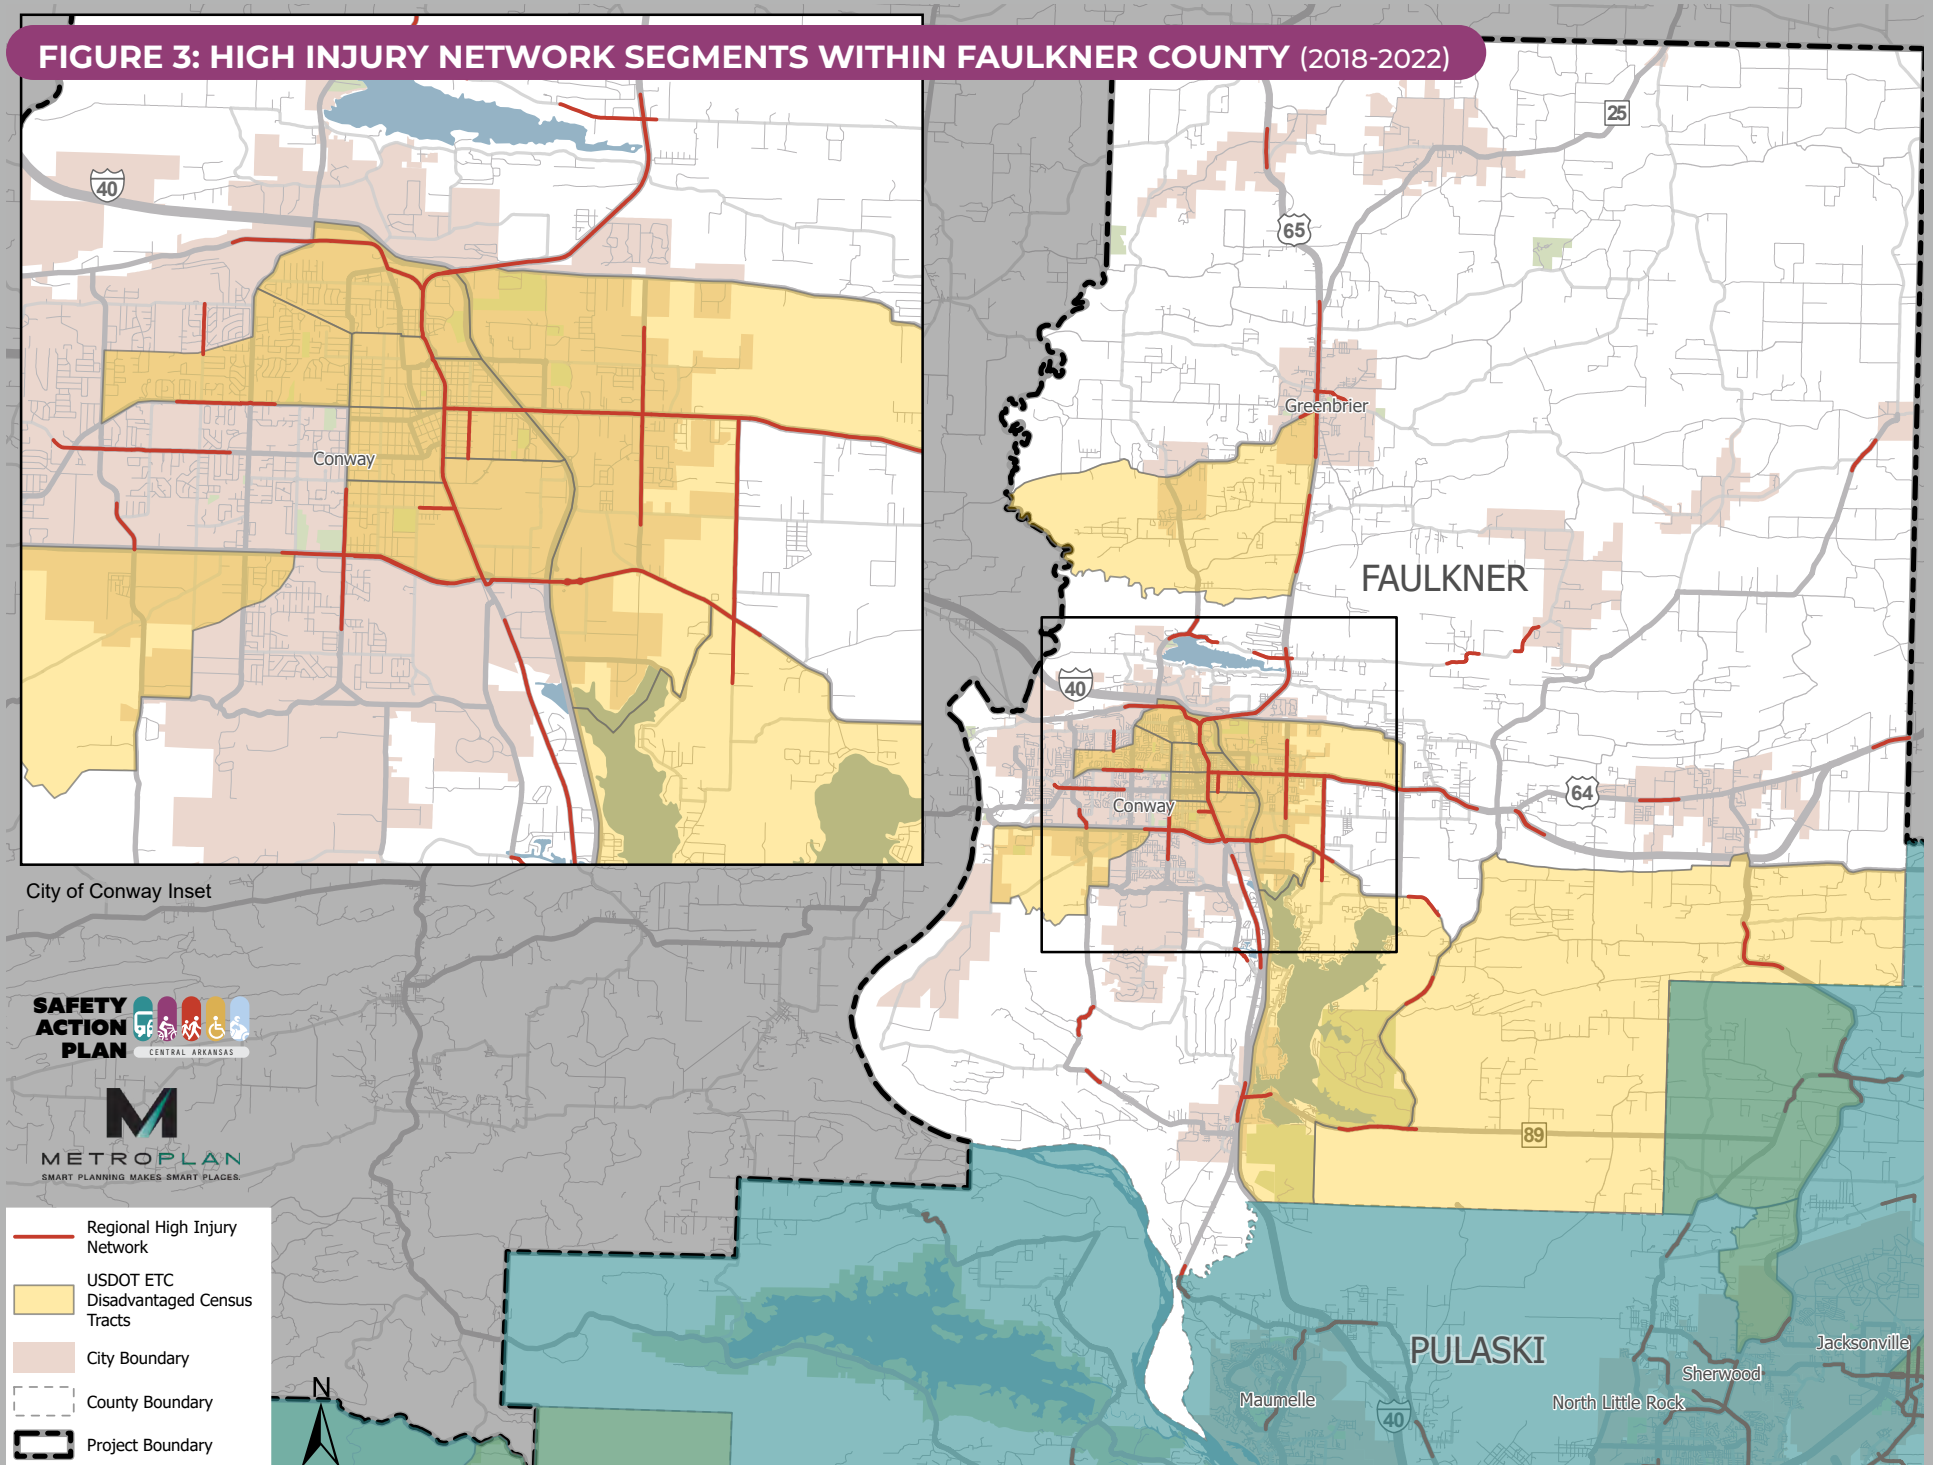 FIGURE 3: HIGH INJURY NETWORK SEGMENTS WITHIN FAULKNER COUNTY (2018-2022)
40
Conway
City of Conway Inset
25
65
Greenbrier
FAULKNER
40
Conway
64
89
PULASKI
Maumelle
40
North Little Rock
Sherwood
Jacksonville
SAFETY
ACTION
PLAN
CENTRAL ARKANSAS
M
METROPLAN
SMART PLANNING MAKES SMART PLACES.
Regional High Injury
Network
USDOT ETC
Disadvantaged Census
Tracts
City Boundary
County Boundary
Project Boundary
N